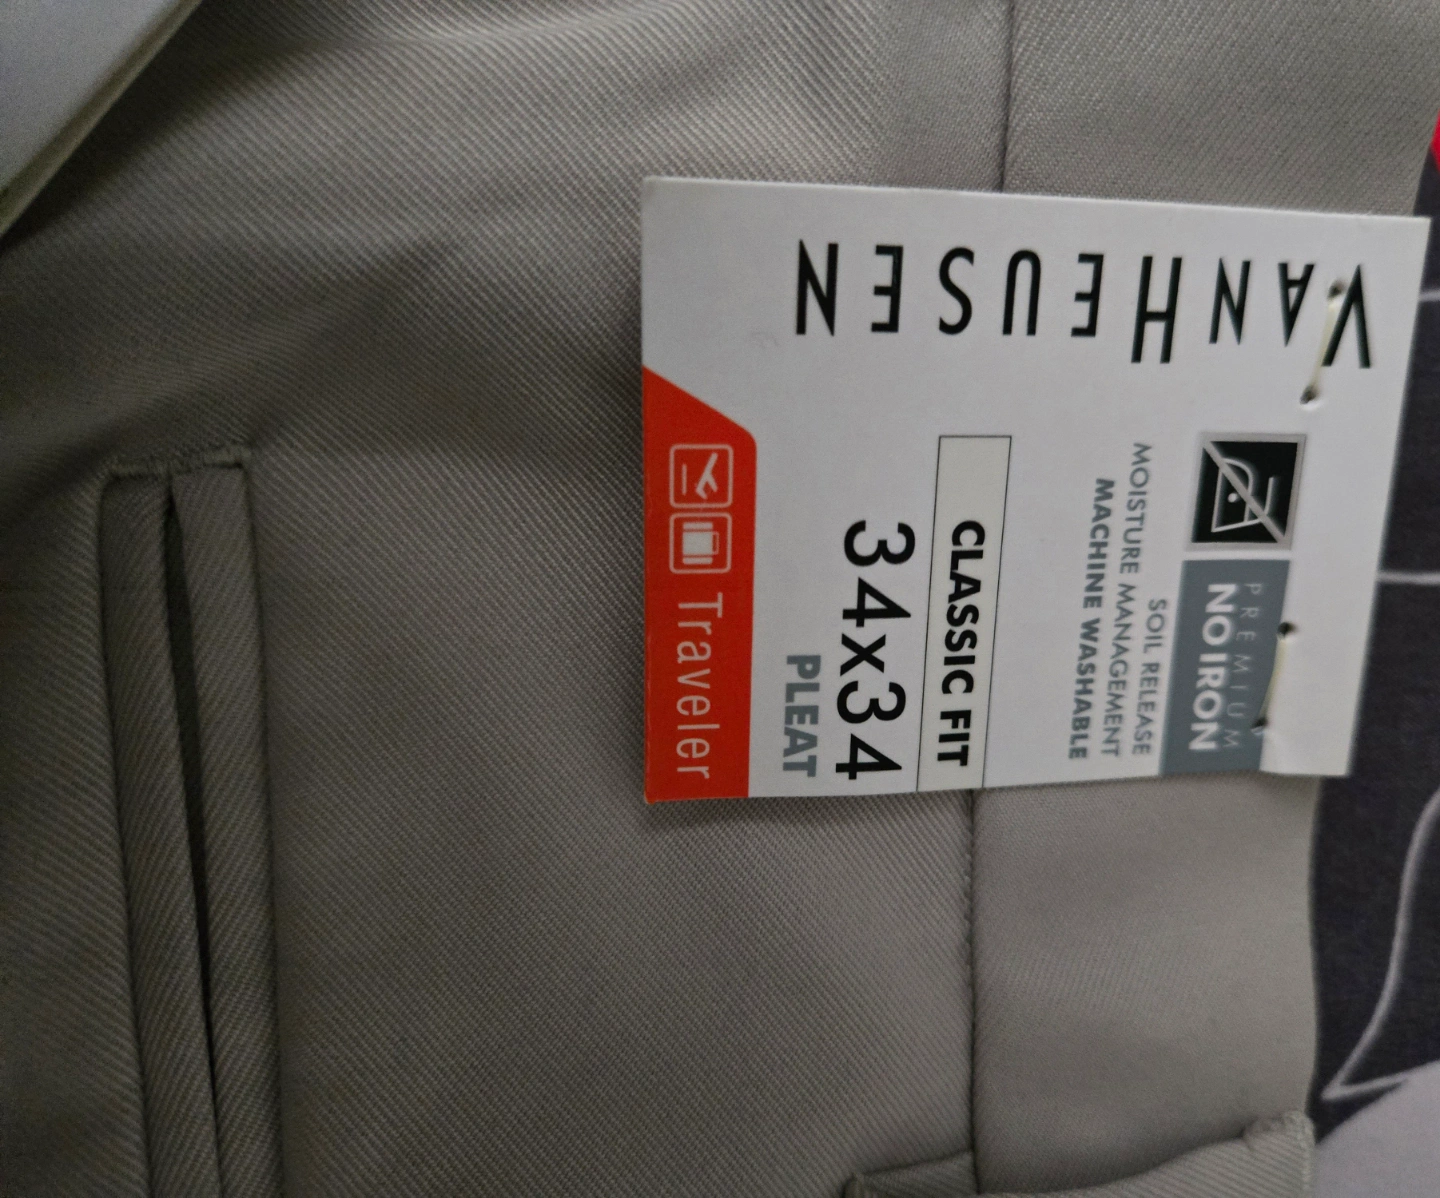 VANHEUSEN
PREMIUM
NO IRON
SOIL RELEASE
MOISTURE MANAGEMENT
MACHINE WASHABLE
CLASSIC FIT
34x34
PLEAT
Traveler